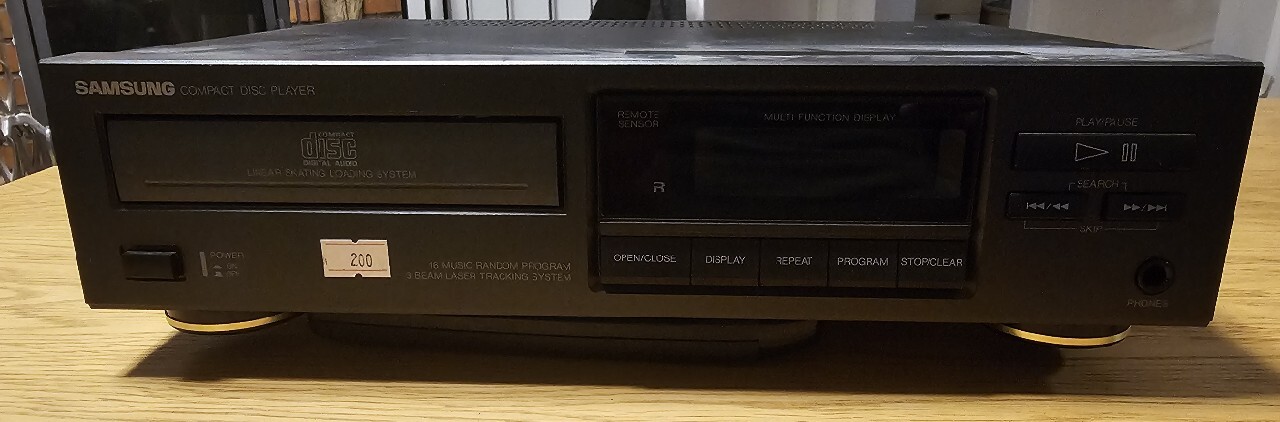 SAMSUNG COMPACT DISC PLAYER
COMPACT
disc
DIGITAL AUDIO
LINEAR SKATING LOADING SYSTEM
POWER
ON
OFF
200
16 MUSIC RANDOM PROGRAM
3 BEAM LASER TRACKING SYSTEM
REMOTE
SENSOR
MULTI FUNCTION DISPLAY
R
OPEN/CLOSE DISPLAY REPEAT PROGRAM STOP/CLEAR
PLAY/PAUSE
SEARCH
SKIP
PHONES